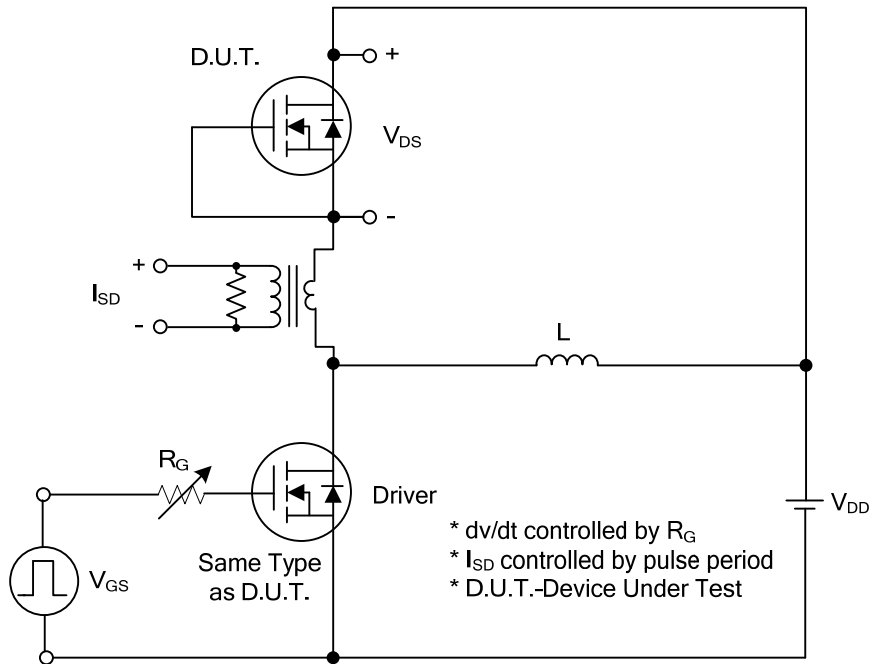 D.U.T.
+
V_DS
-
+
I_SD
-
L
R_G
Driver
V_DD
V_GS
Same Type
as D.U.T.
* dv/dt controlled by R_G
* I_SD controlled by pulse period
* D.U.T.-Device Under Test